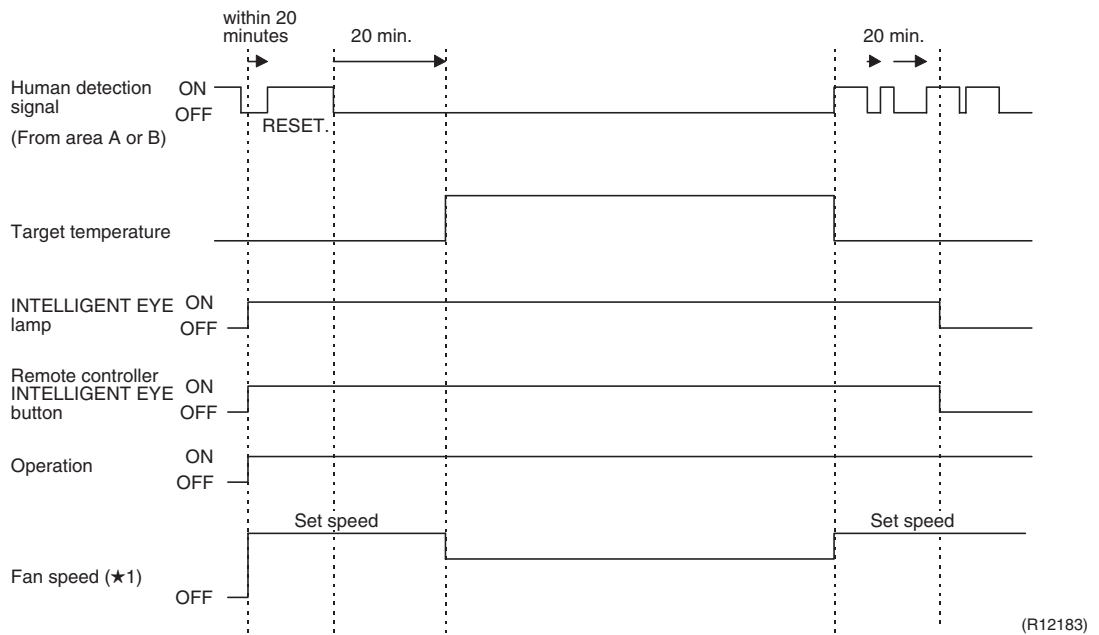 within 20
minutes
20 min.
20 min.
Human detection
signal
(From area A or B)
ON
OFF
RESET.
Target temperature
INTELLIGENT EYE
lamp
ON
OFF
Remote controller
INTELLIGENT EYE
button
ON
OFF
Operation
ON
OFF
Set speed
Set speed
Fan speed (★1)
OFF
(R12183)